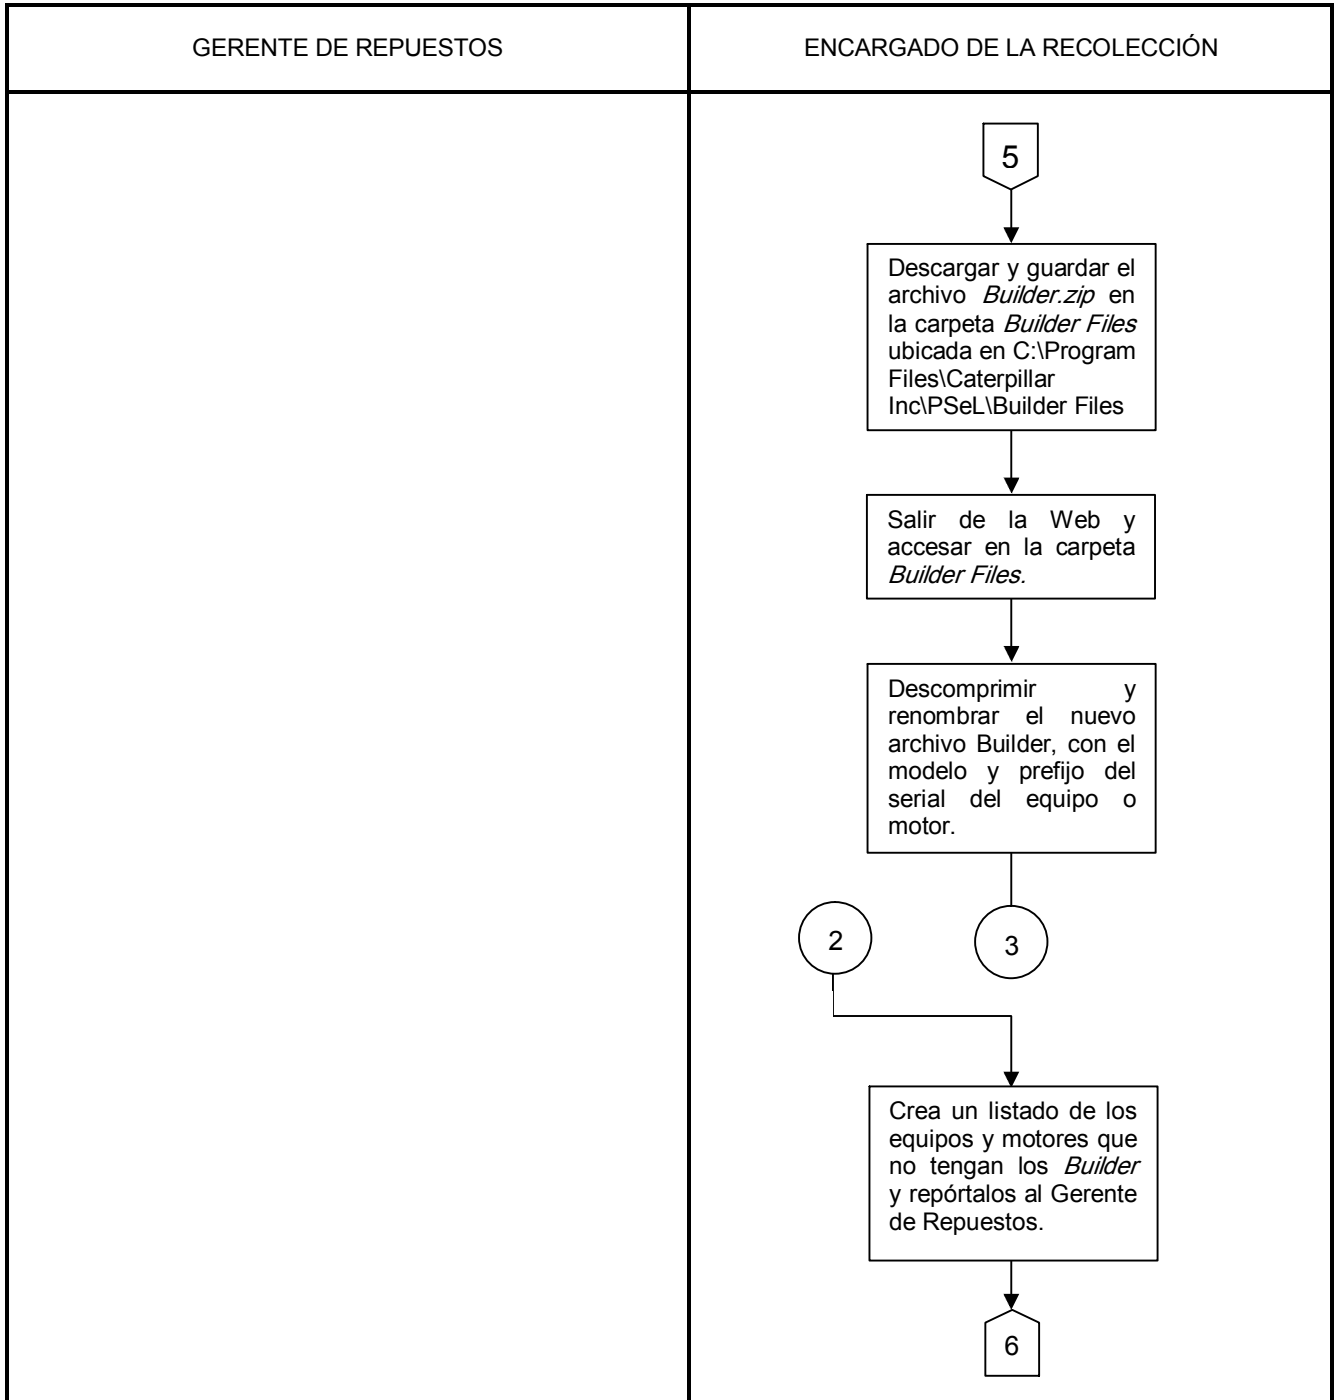 GERENTE DE REPUESTOS
ENCARGADO DE LA RECOLECCIÓN
5
Descargar y guardar el
archivo Builder.zip en
la carpeta Builder Files
ubicada en C:\Program
Files\Caterpillar
Inc\PSeL\Builder Files
Salir de la Web y
accesar en la carpeta
Builder Files.
Descomprimir y
renombrar el nuevo
archivo Builder, con el
modelo y prefijo del
serial del equipo o
motor.
2
3
Crea un listado de los
equipos y motores que
no tengan los Builder
y repórtalos al Gerente
de Repuestos.
6